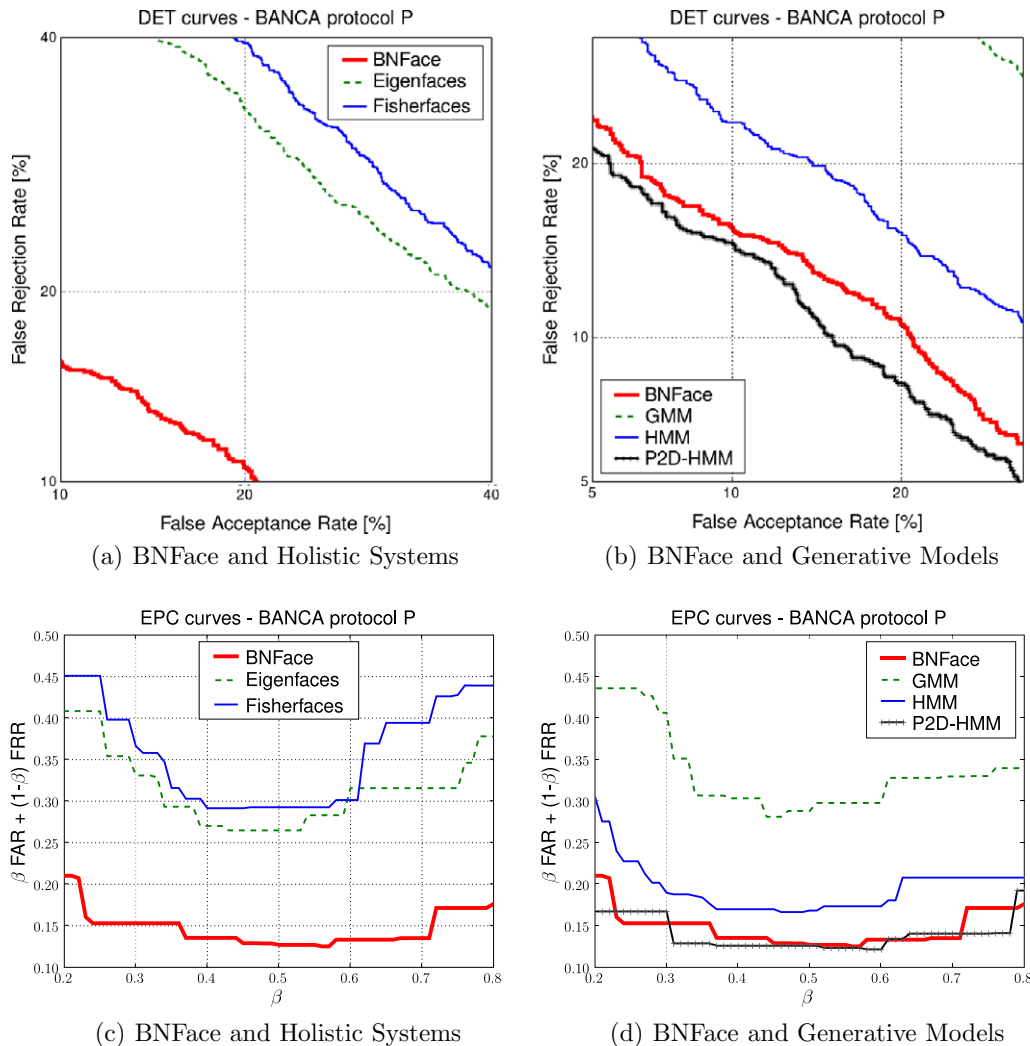 DET curves - BANCA protocol P
40
20
10
False Rejection Rate [%]
BNFace
Eigenfaces
Fisherfaces
10
20
40
False Acceptance Rate [%]
(a) BNFace and Holistic Systems
DET curves - BANCA protocol P
20
10
5
False Rejection Rate [%]
BNFace
GMM
HMM
P2D-HMM
5
10
20
False Acceptance Rate [%]
(b) BNFace and Generative Models
EPC curves - BANCA protocol P
0.50
0.45
0.40
0.35
0.30
0.25
0.20
0.15
0.10
β FAR + (1-β) FRR
BNFace
Eigenfaces
Fisherfaces
0.2
0.3
0.4
0.5
0.6
0.7
0.8
β
(c) BNFace and Holistic Systems
EPC curves - BANCA protocol P
0.50
0.45
0.40
0.35
0.30
0.25
0.20
0.15
0.10
β FAR + (1-β) FRR
BNFace
GMM
HMM
P2D-HMM
0.2
0.3
0.4
0.5
0.6
0.7
0.8
β
(d) BNFace and Generative Models